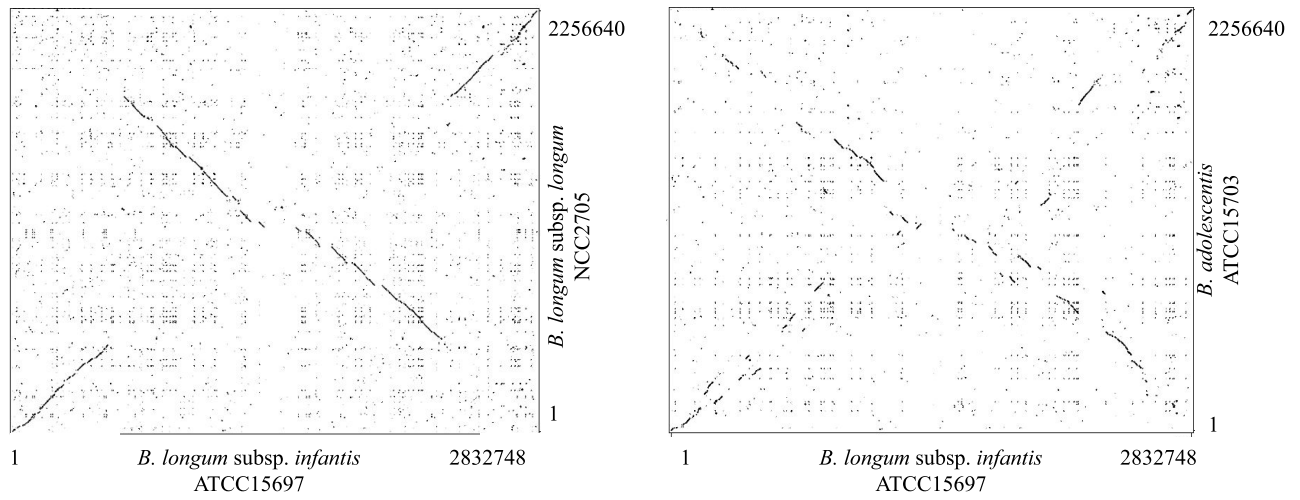 2256640
B. longum subsp. longum
NCC2705
1
1
B. longum subsp. infantis
2832748
ATCC15697
2256640
B. adolescentis
ATCC15703
1
1
B. longum subsp. infantis
2832748
ATCC15697